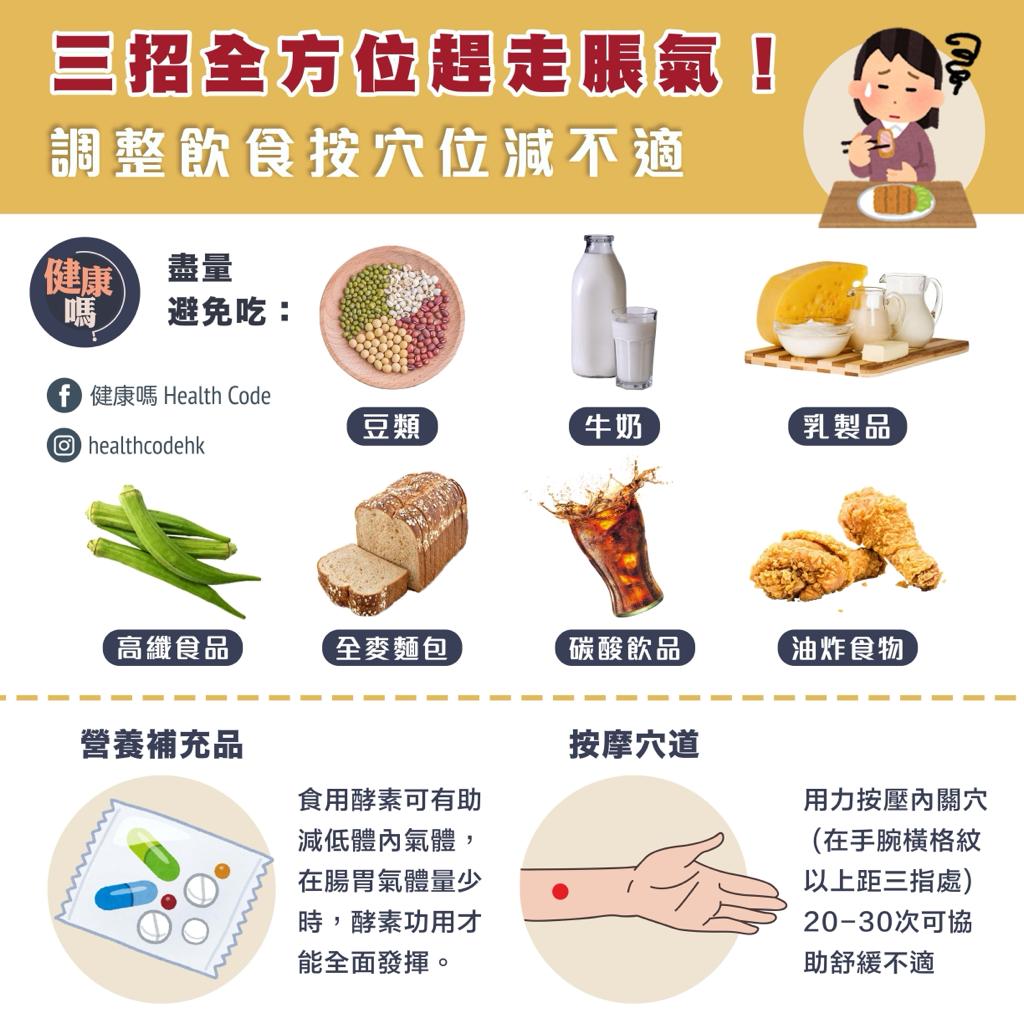 三招全方位趕走脹氣！
調整飲食按穴位減不適
健康
嗎
盡量
避免吃：
健康嗎 Health Code
healthcodehk
豆類
牛奶
乳製品
高纖食品
全麥麵包
碳酸飲品
油炸食物
營養補充品
食用酵素可有助
減低體內氣體，
在腸胃氣體量少
時，酵素功用才
能全面發揮。
按摩穴道
用力按壓內關穴
(在手腕橫格紋
以上距三指處)
20-30次可協
助舒緩不適